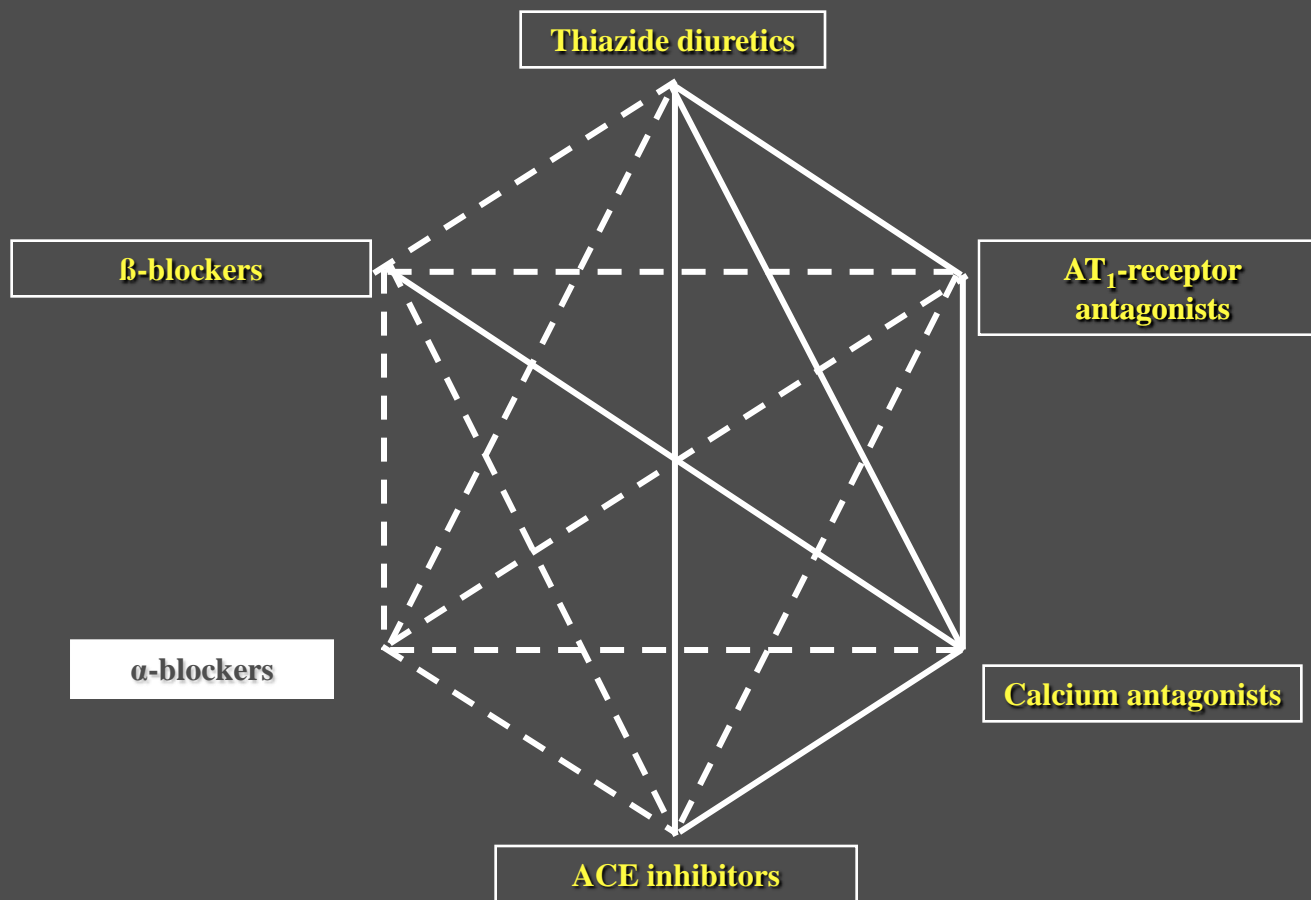 Thiazide diuretics
ß-blockers
AT₁-receptor
antagonists
α-blockers
Calcium antagonists
ACE inhibitors